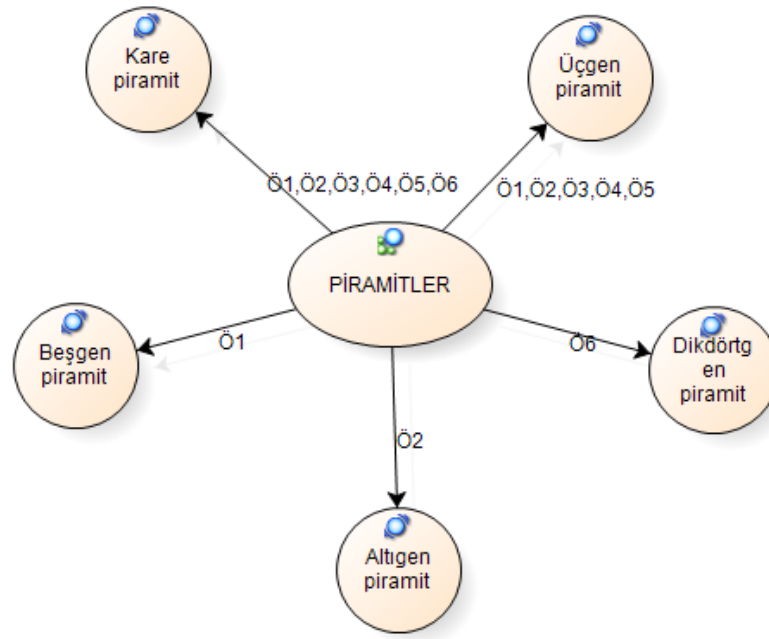 Kare
piramit
Üçgen
piramit
Ö1,Ö2,Ö3,Ö4,Ö5,Ö6
Ö1,Ö2,Ö3,Ö4,Ö5
PİRAMİTLER
Beşgen
piramit
Ö1
Ö6
Dikdörtg
en
piramit
Ö2
Altıgen
piramit